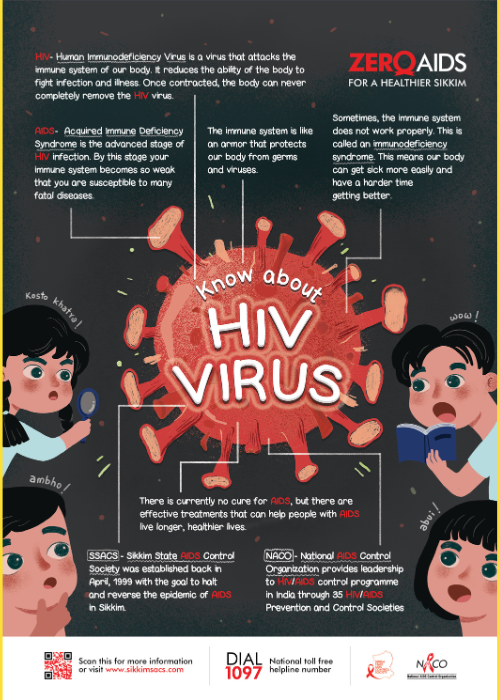 HIV- Human Immunodeficiency Virus is a virus that attacks the
immune system of our body. It reduces the ability of the body to
fight infection and illness. Once contracted, the body can never
completely remove the HIV virus.
ZERO AIDS
FOR A HEALTHIER SIKKIM
AIDS- Acquired Immune Deficiency
Syndrome is the advanced stage of
HIV infection. By this stage your
immune system becomes so weak
that you are susceptible to many
fatal diseases.
The immune system is like
an armor that protects
our body from germs
and viruses.
Sometimes, the immune system
does not work properly. This is
called an immunodeficiency
syndrome. This means our body
can get sick more easily and
have a harder time
getting better.
Know about
HIV
VIRUS
Kosto khatra!
wow!
ambho!
abui!
There is currently no cure for AIDS, but there are
effective treatments that can help people with AIDS
live longer, healthier lives.
SSACS - Sikkim State AIDS Control
Society was established back in
April, 1999 with the goal to halt
and reverse the epidemic of AIDS
in Sikkim.
NACO - National AIDS Control
Organization provides leadership
to HIV/AIDS control programme
in India through 35 HIV/AIDS
Prevention and Control Societies
Scan this for more information
or visit www.sikkimsacs.com
DIAL
1097
National toll free
helpline number
NACO
National AIDS Control Organisation